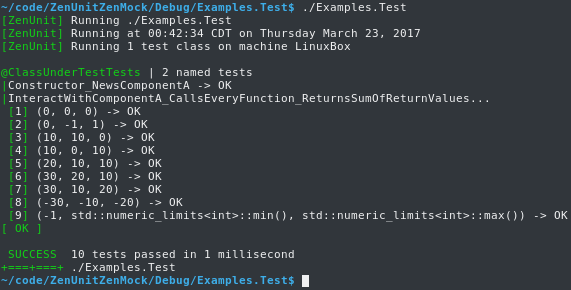 ~/code/ZenUnitZenMock/Debug/Examples.Test$ ./Examples.Test
[ZenUnit] Running ./Examples.Test
[ZenUnit] Running at 00:42:34 CDT on Thursday March 23, 2017
[ZenUnit] Running 1 test class on machine LinuxBox
@ClassUnderTestTests | 2 named tests
|Constructor_NewsComponentA -> OK
|InteractWithComponentA_CallsEveryFunction_ReturnsSumOfReturnValues...
[1] (0, 0, 0) -> OK
[2] (0, -1, 1) -> OK
[3] (10, 10, 0) -> OK
[4] (10, 0, 10) -> OK
[5] (20, 10, 10) -> OK
[6] (30, 20, 10) -> OK
[7] (30, 10, 20) -> OK
[8] (-30, -10, -20) -> OK
[9] (-1, std::numeric_limits<int>::min(), std::numeric_limits<int>::max()) -> OK
[ OK ]
SUCCESS  10 tests passed in 1 millisecond
+===+===+ ./Examples.Test
~/code/ZenUnitZenMock/Debug/Examples.Test$